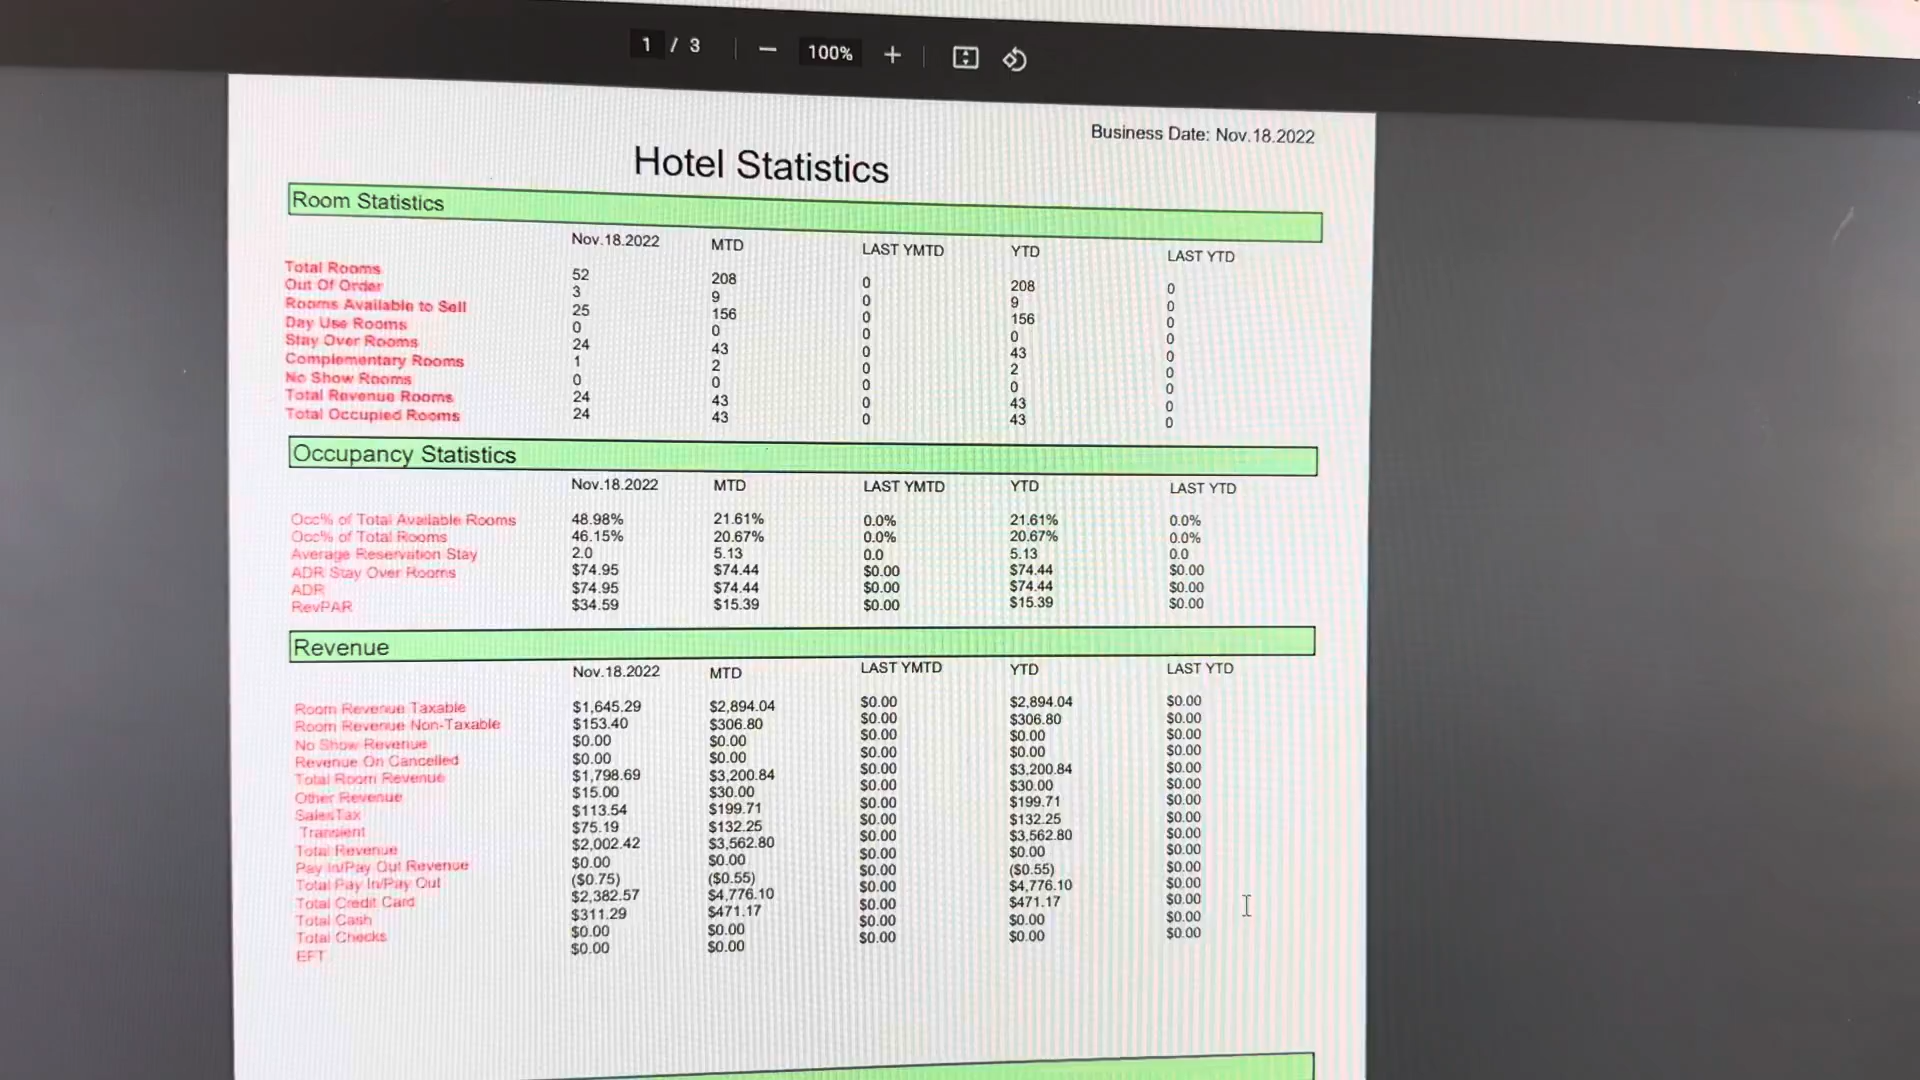 1 / 3 — 100% +
Business Date: Nov.18.2022
Hotel Statistics
Room Statistics
Nov.18.2022 MTD LAST YMTD YTD LAST YTD
Total Rooms 52 208 0 208 0
Out Of Order 3 9 0 9 0
Rooms Available to Sell 25 156 0 156 0
Day Use Rooms 0 0 0 0 0
Stay Over Rooms 24 43 0 43 0
Complementary Rooms 1 2 0 2 0
No Show Rooms 0 0 0 0 0
Total Revenue Rooms 24 43 0 43 0
Total Occupied Rooms 24 43 0 43 0
Occupancy Statistics
Nov.18.2022 MTD LAST YMTD YTD LAST YTD
Occ% of Total Available Rooms 48.98% 21.61% 0.0% 21.61% 0.0%
Occ% of Total Rooms 46.15% 20.67% 0.0% 20.67% 0.0%
Average Reservation Stay 2.0 5.13 0.0 5.13 0.0
ADR Stay Over Rooms $74.95 $74.44 $0.00 $74.44 $0.00
ADR $74.95 $74.44 $0.00 $74.44 $0.00
RevPAR $34.59 $15.39 $0.00 $15.39 $0.00
Revenue
Nov.18.2022 MTD LAST YMTD YTD LAST YTD
Room Revenue Taxable $1,645.29 $2,894.04 $0.00 $2,894.04 $0.00
Room Revenue Non-Taxable $153.40 $306.80 $0.00 $306.80 $0.00
No Show Revenue $0.00 $0.00 $0.00 $0.00 $0.00
Revenue On Cancelled $0.00 $0.00 $0.00 $0.00 $0.00
Total Room Revenue $1,798.69 $3,200.84 $0.00 $3,200.84 $0.00
Other Revenue $15.00 $30.00 $0.00 $30.00 $0.00
SalesTax $113.54 $199.71 $0.00 $199.71 $0.00
Transient $75.19 $132.25 $0.00 $132.25 $0.00
Total Revenue $2,002.42 $3,562.80 $0.00 $3,562.80 $0.00
Pay In/Pay Out Revenue $0.00 $0.00 $0.00 $0.00 $0.00
Total Pay In/Pay Out ($0.75) ($0.55) $0.00 ($0.55) $0.00
Total Credit Card $2,382.57 $4,776.10 $0.00 $4,776.10 $0.00
Total Cash $311.29 $471.17 $0.00 $471.17 $0.00
Total Checks $0.00 $0.00 $0.00 $0.00 $0.00
EFT $0.00 $0.00 $0.00 $0.00 $0.00